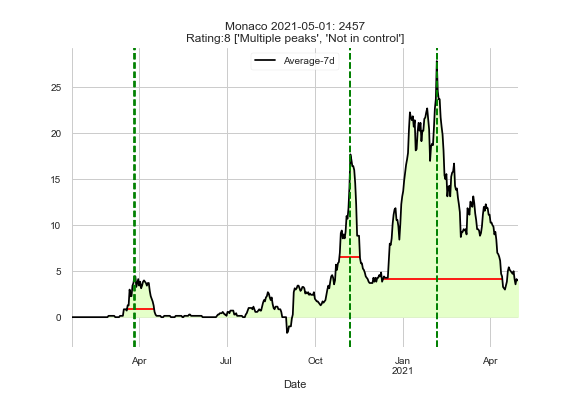 Monaco 2021-05-01: 2457
Rating:8 ['Multiple peaks', 'Not in control']
Average-7d
25
20
15
10
5
0
Apr Jul Oct Jan Apr
2021
Date